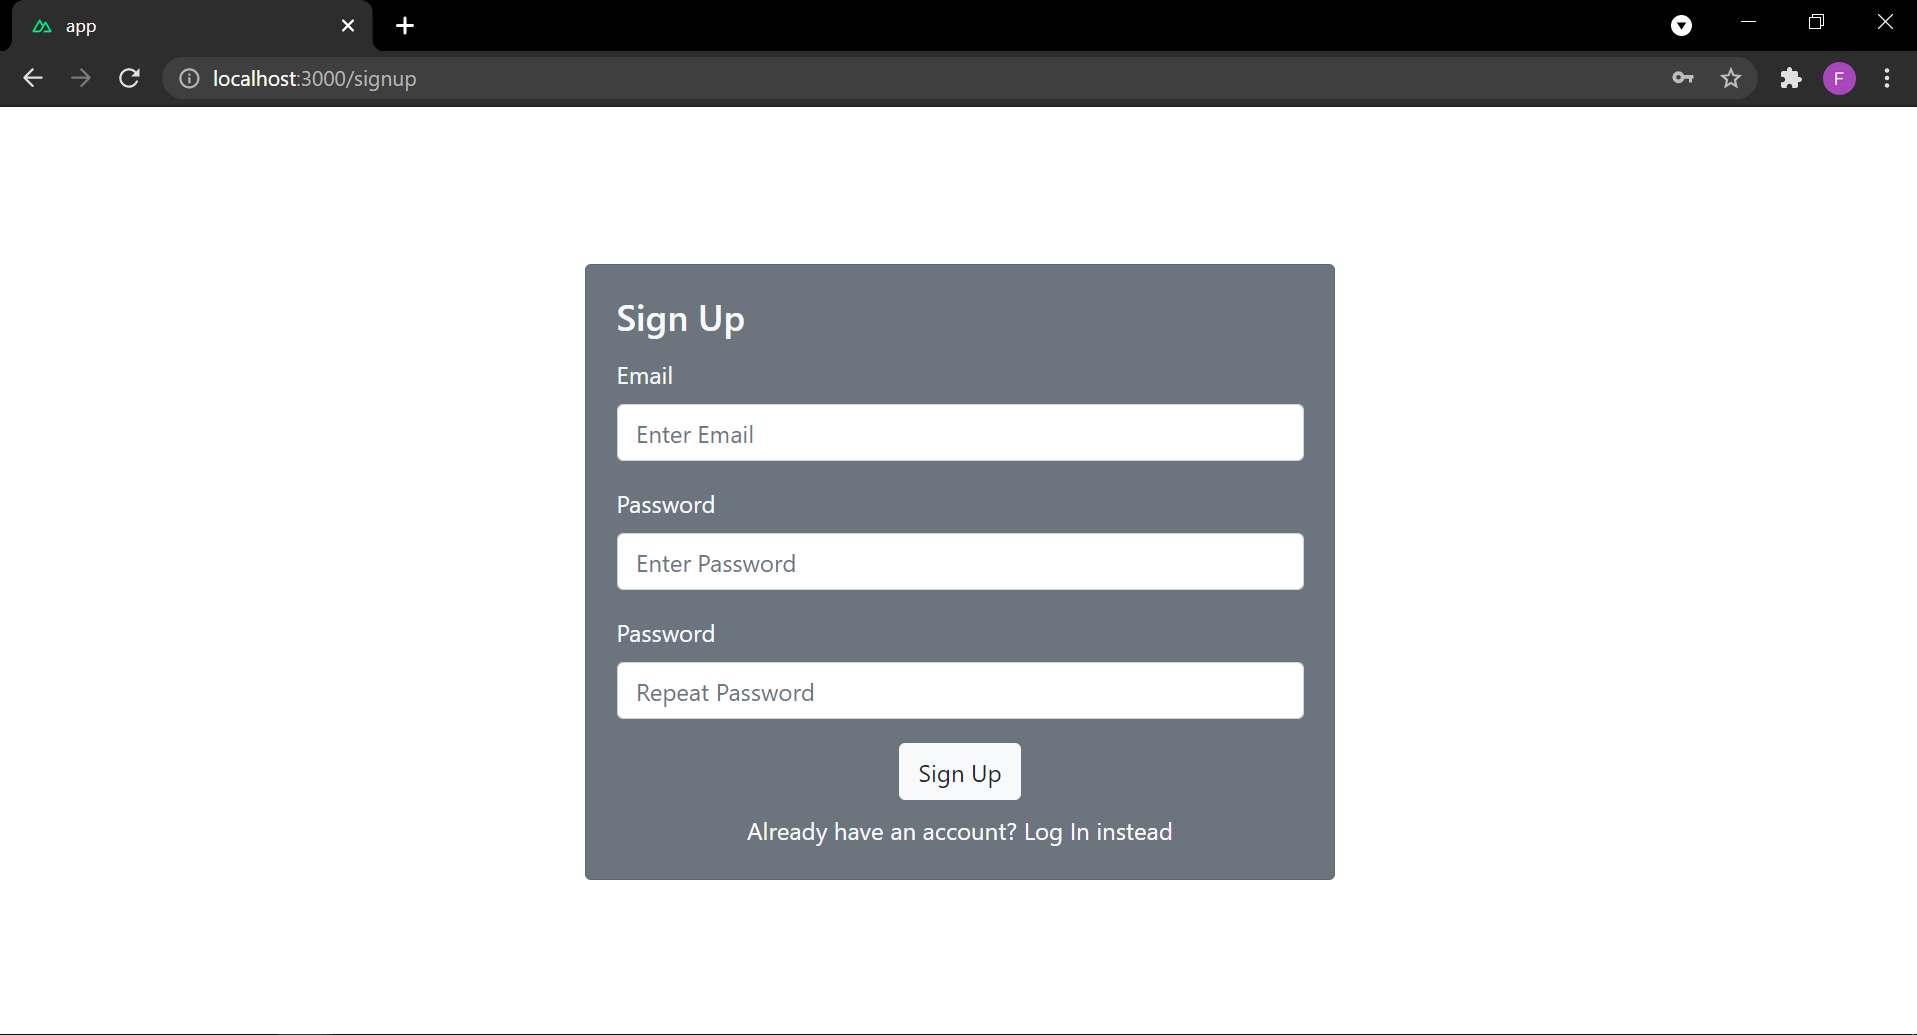 app
localhost:3000/signup
F
Sign Up
Email
Enter Email
Password
Enter Password
Password
Repeat Password
Sign Up
Already have an account? Log In instead